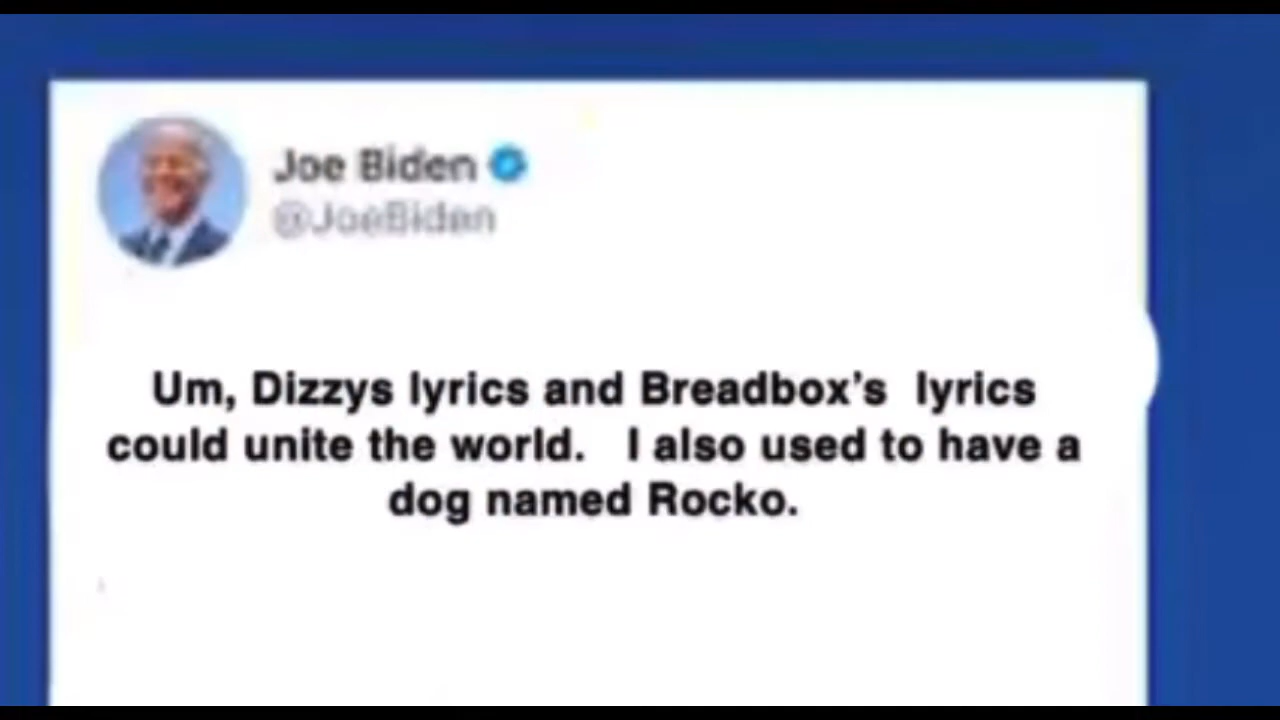 Joe Biden
@JoeBiden
Um, Dizzys lyrics and Breadbox’s  lyrics
could unite the world.   I also used to have a
dog named Rocko.